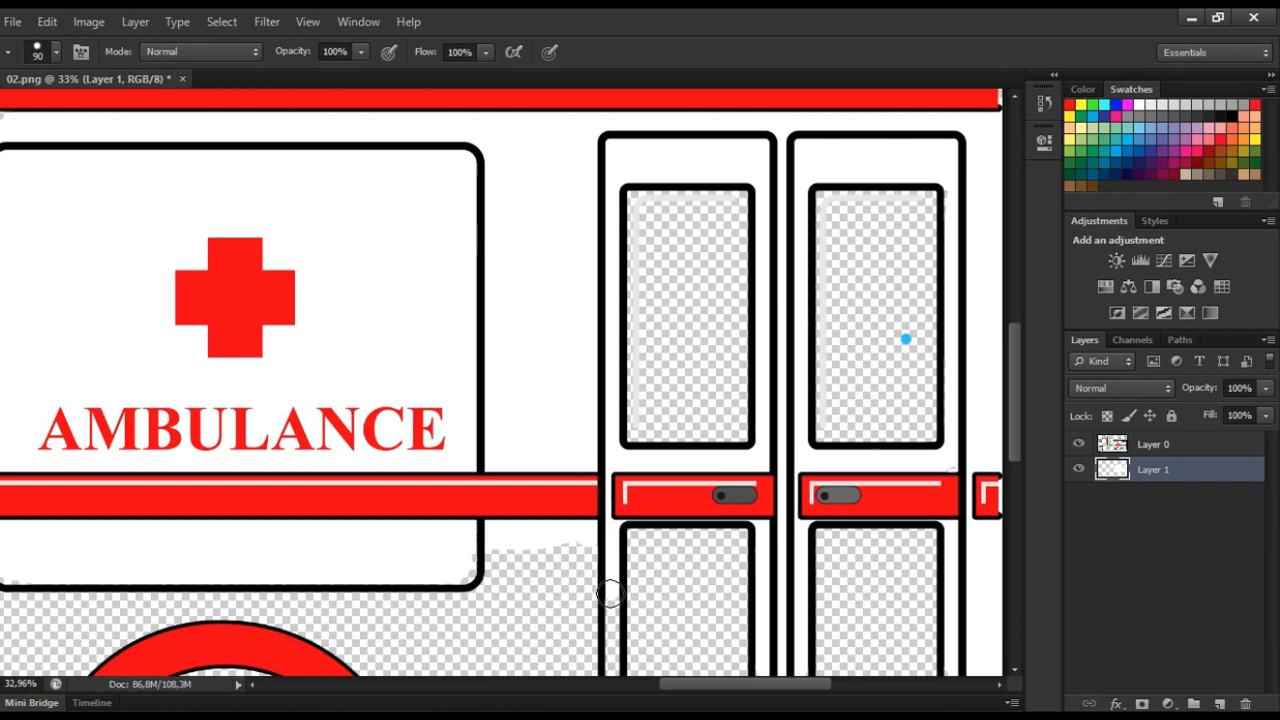 File Edit Image Layer Type Select Filter View Window Help
90 Mode: Normal Opacity: 100% Flow: 100% Essentials
02.png @ 33% (Layer 1, RGB/8) * ×
Color Swatches
Adjustments Styles
Add an adjustment
Layers Channels Paths
Kind
Normal Opacity: 100%
Lock: Fill: 100%
Layer 0
Layer 1
AMBULANCE
32,96% Doc: 86,8M/108,3M
Mini Bridge Timeline